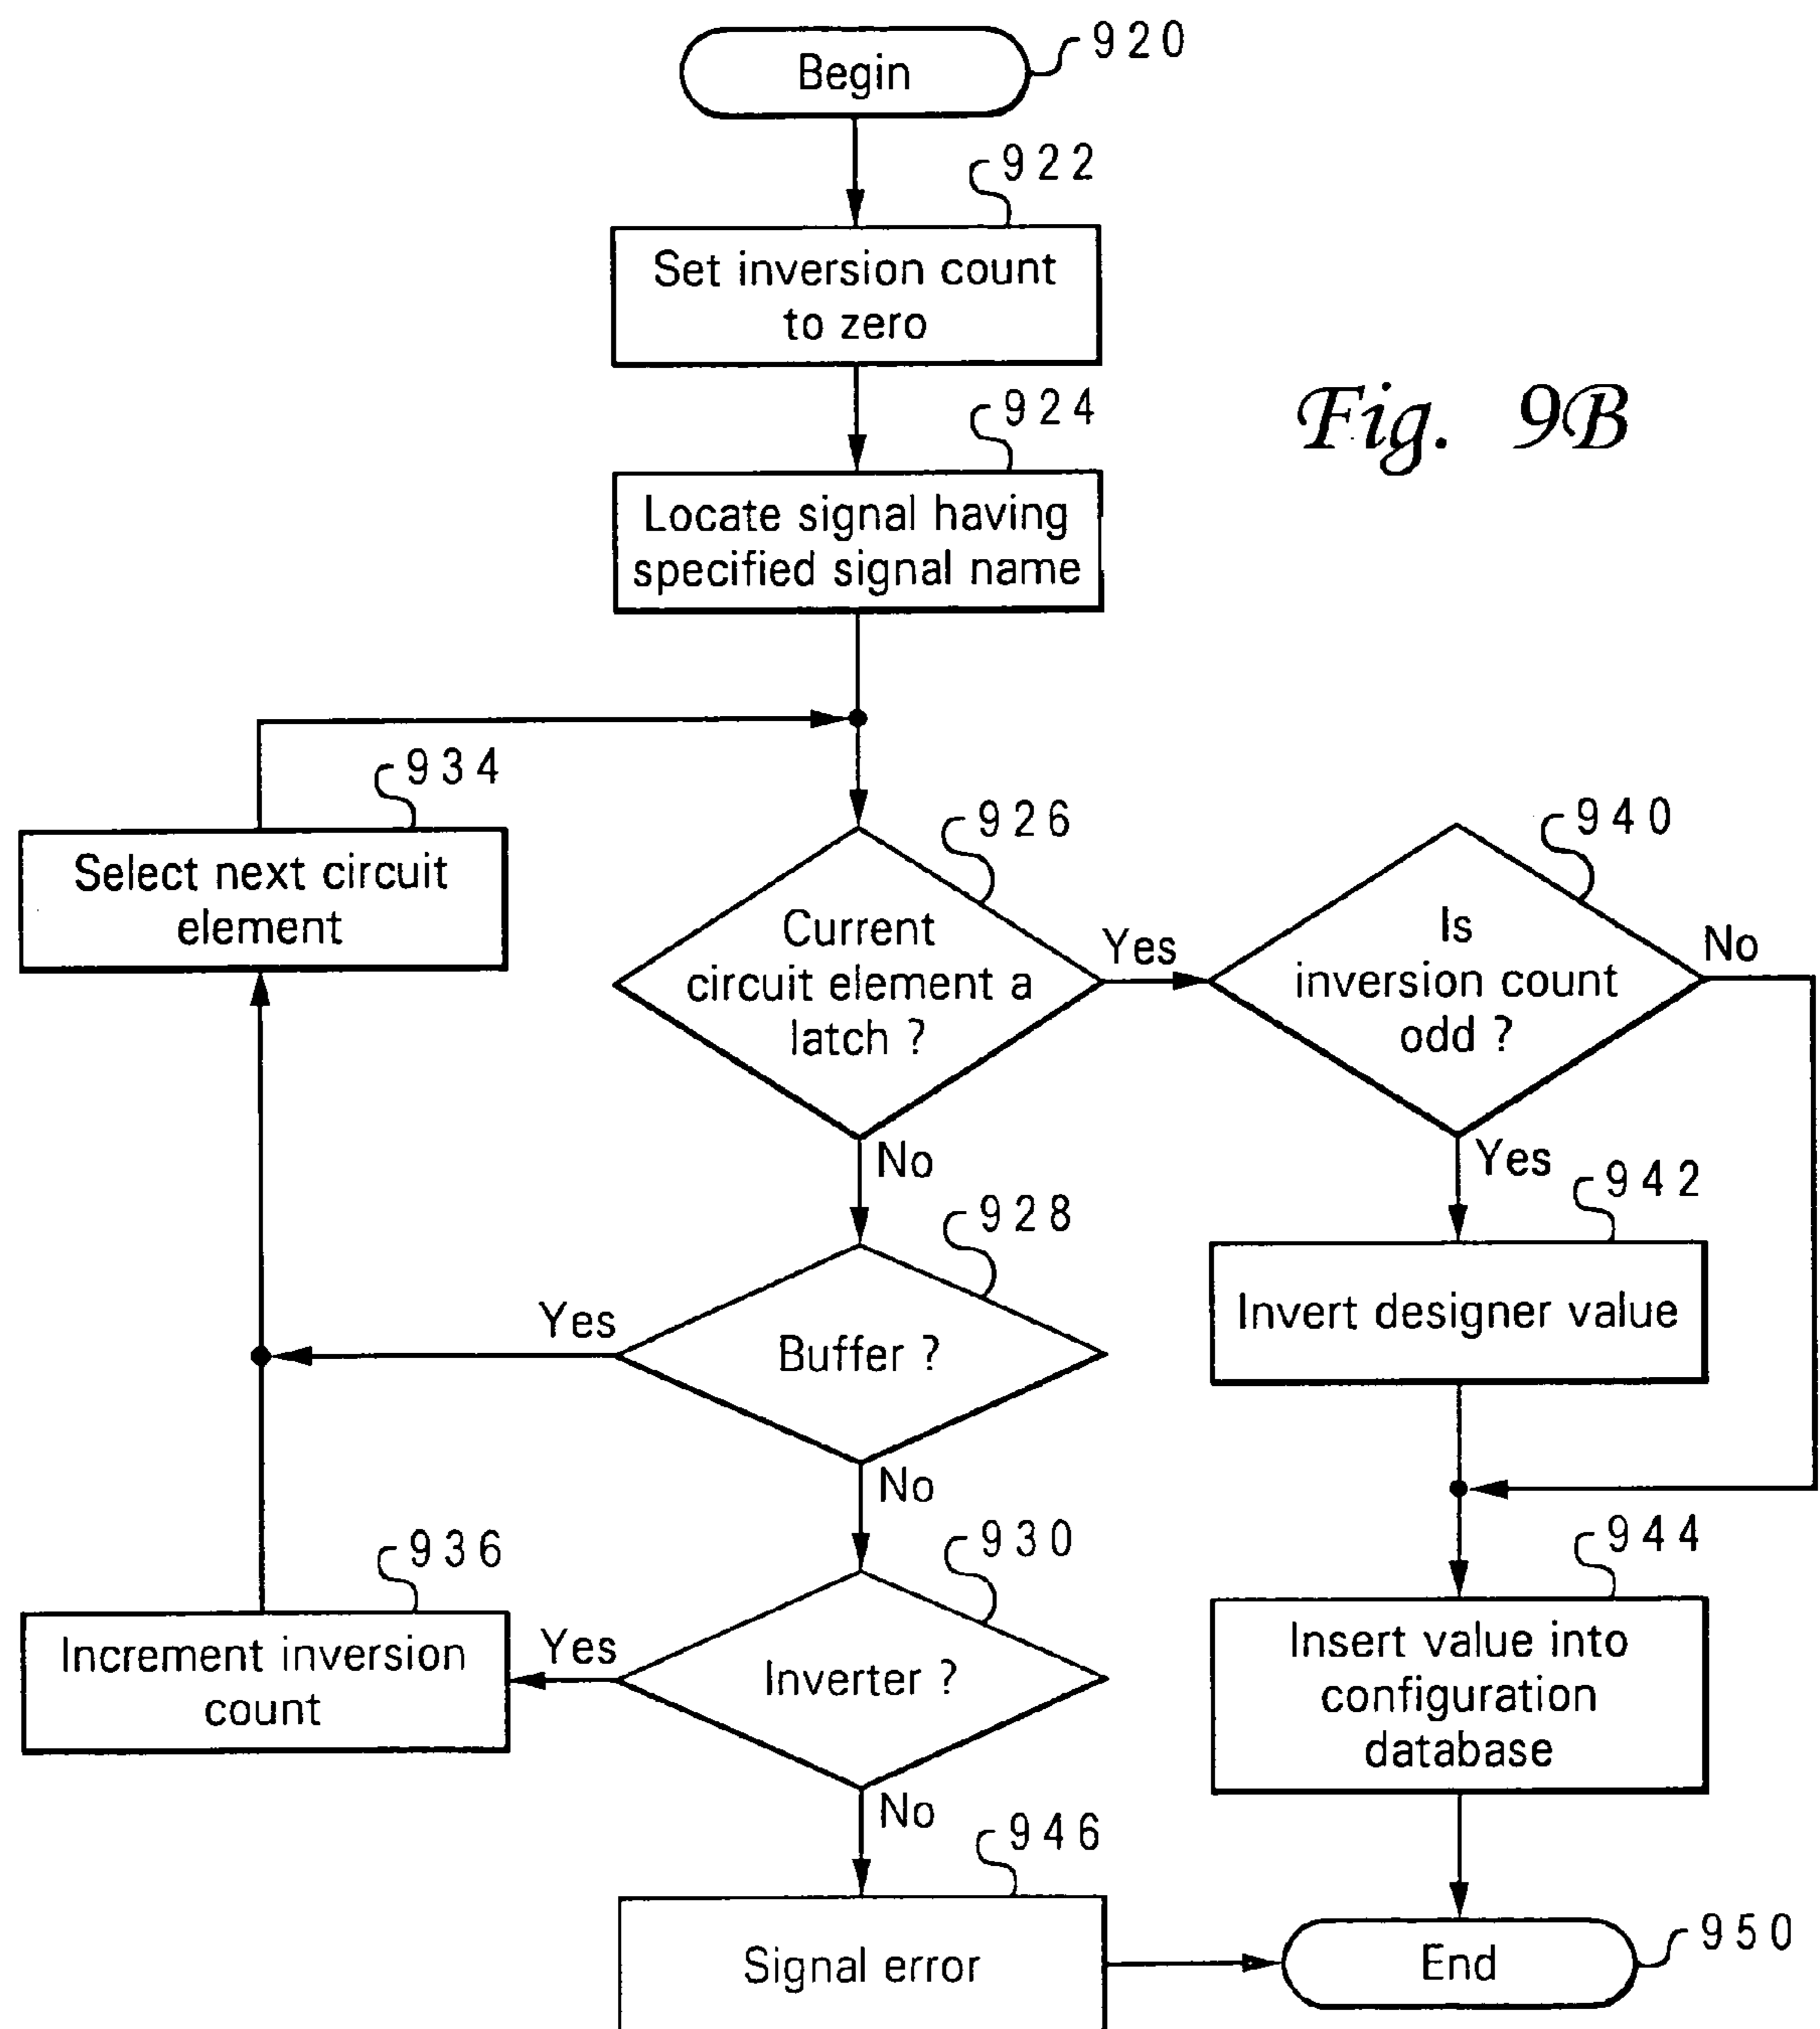 Begin
920
922
Set inversion count
to zero
924
Locate signal having
specified signal name
Fig. 9B
934
Select next circuit
element
926
Current
circuit element a
latch ?
Yes
No
940
Is
inversion count
odd ?
No
Yes
928
Buffer ?
Yes
No
942
Invert designer value
930
Inverter ?
Yes
No
936
Increment inversion
count
944
Insert value into
configuration
database
946
Signal error
End
950